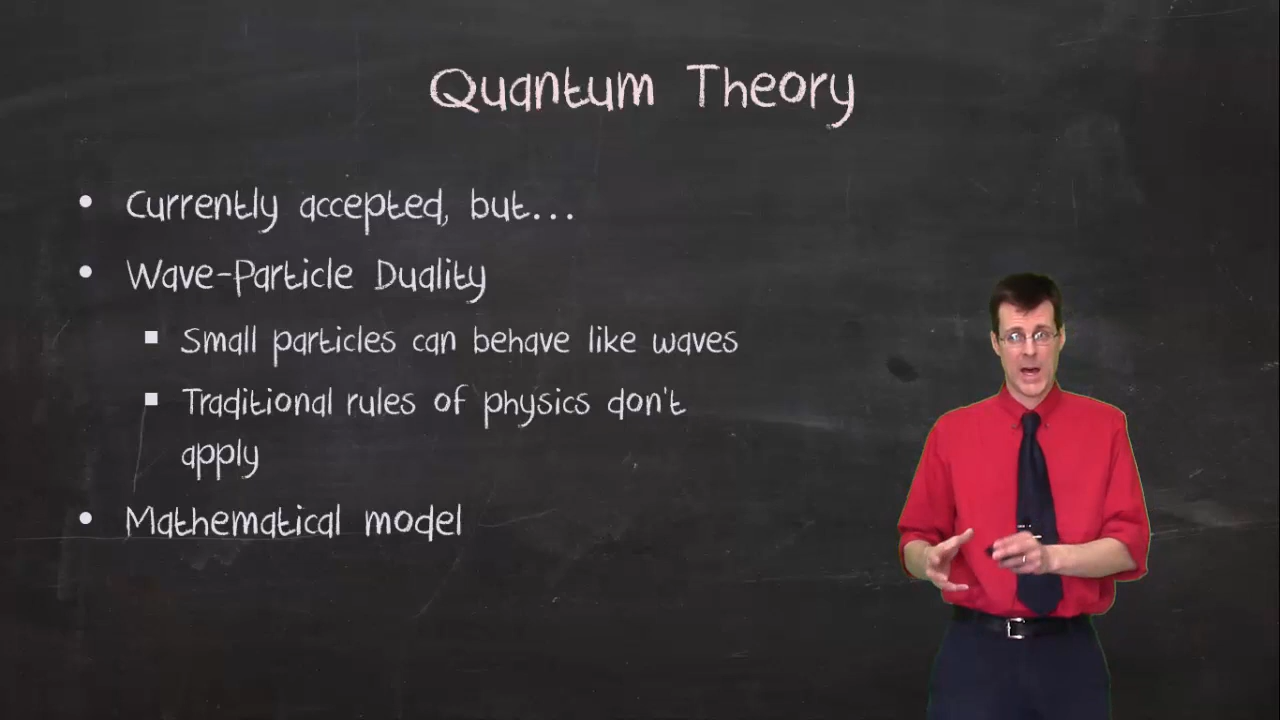 Quantum Theory
• Currently accepted, but...
• Wave-Particle Duality
▪ Small particles can behave like waves
▪ Traditional rules of physics don't
apply
• Mathematical model